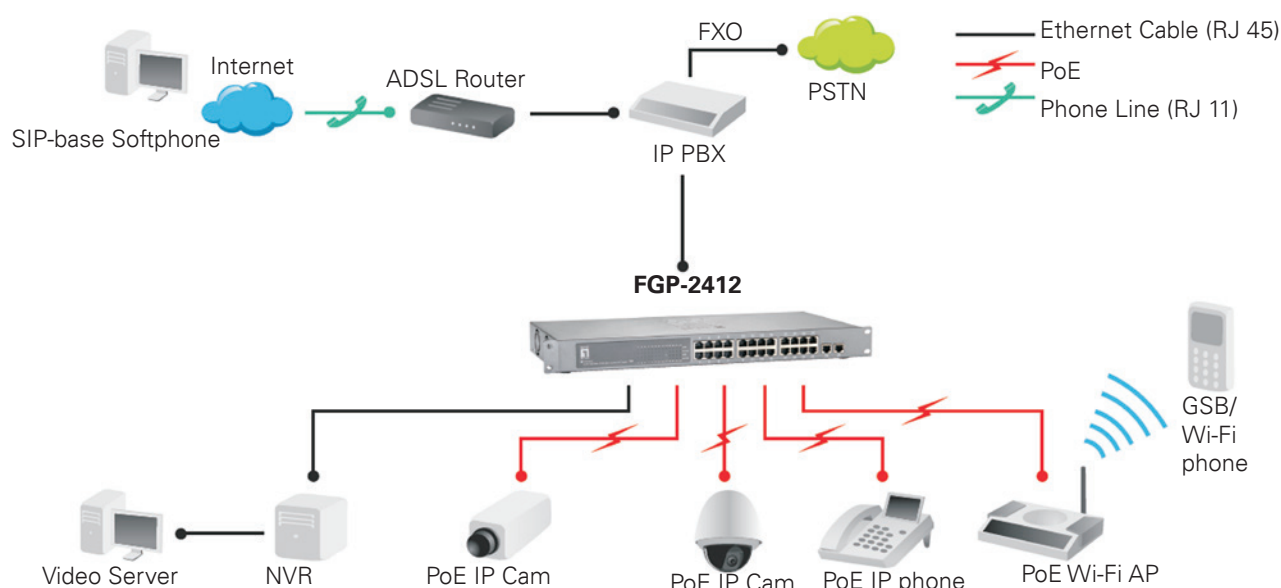 FXO
Ethernet Cable (RJ 45)
PoE
Phone Line (RJ 11)
Internet
ADSL Router
PSTN
SIP-base Softphone
IP PBX
FGP-2412
GSB/
Wi-Fi
phone
Video Server
NVR
PoE IP Cam
PoE IP Cam
PoE IP phone
PoE Wi-Fi AP